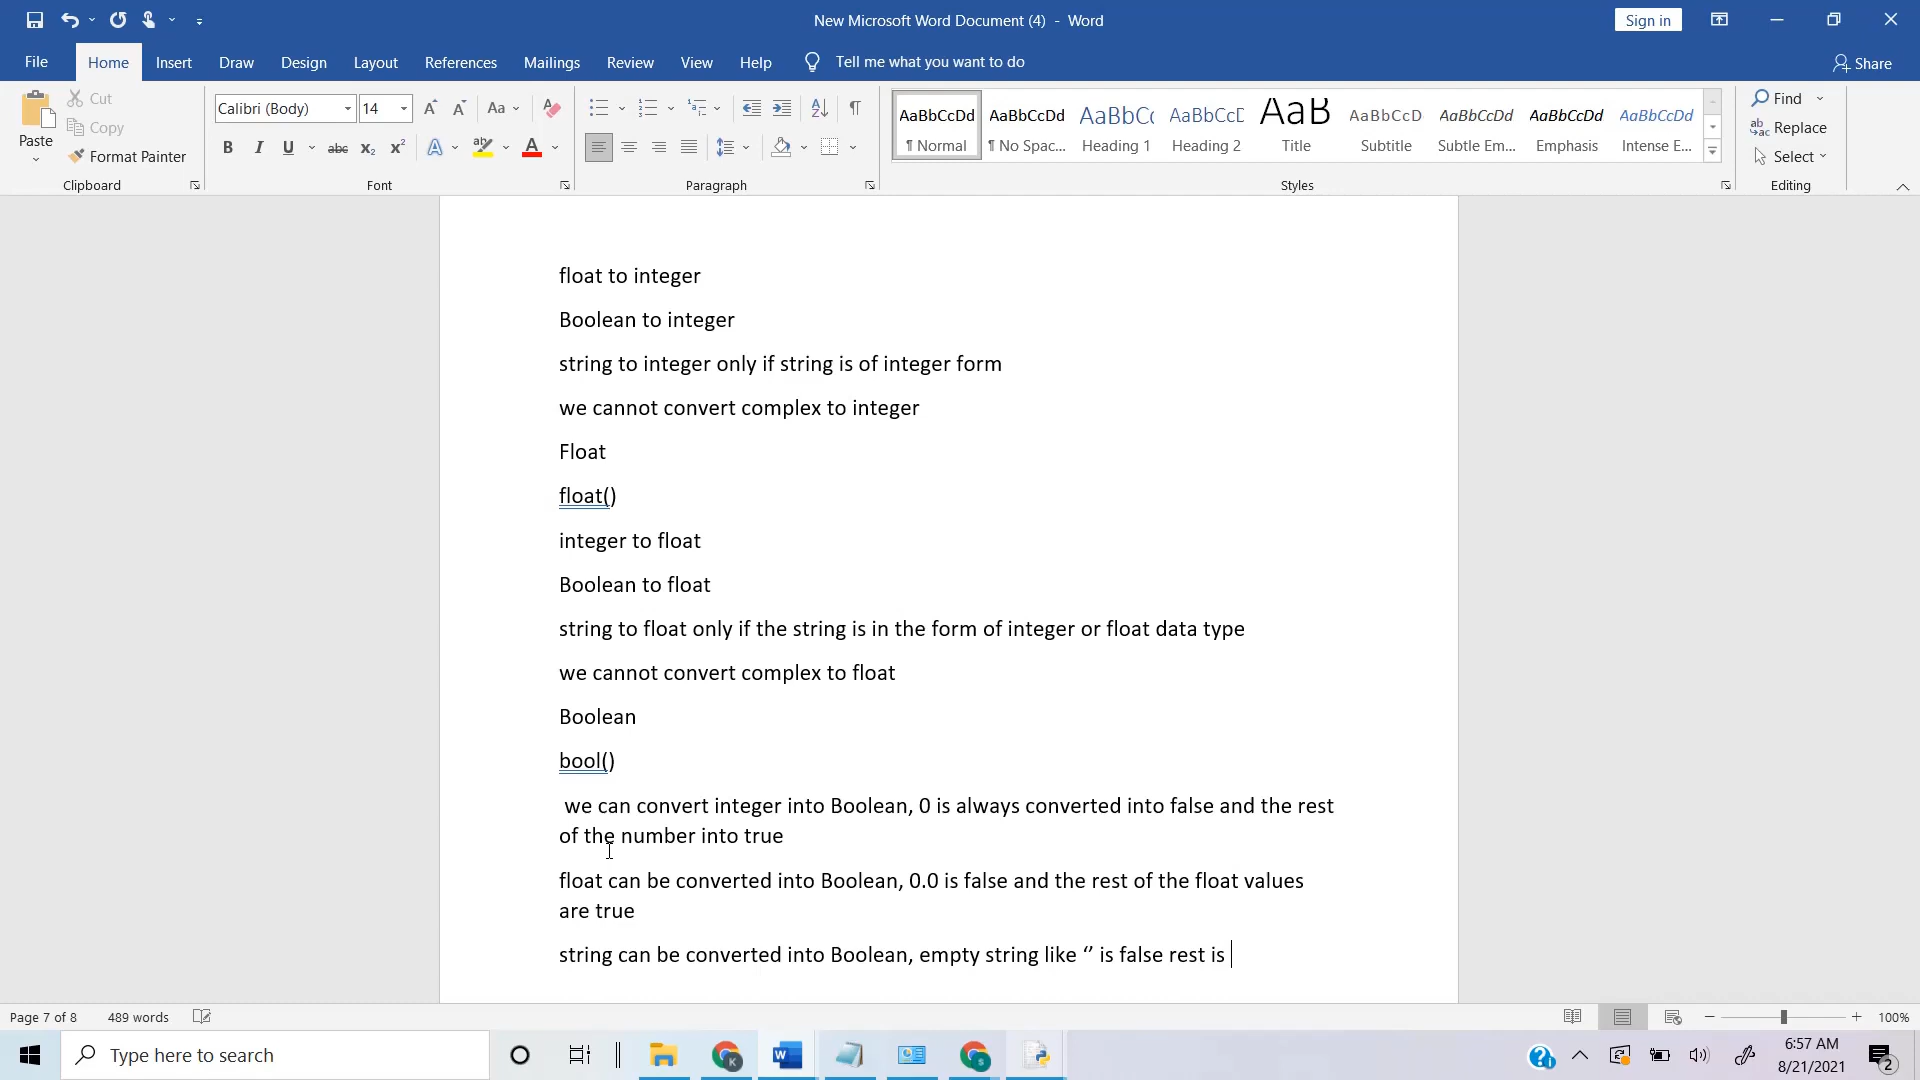 New Microsoft Word Document (4) - Word
Sign in
File
Home
Insert
Draw
Design
Layout
References
Mailings
Review
View
Help
Tell me what you want to do
Share
Paste
Cut
Copy
Format Painter
Clipboard
Calibri (Body)
14
Aa
B I U abc x₂ x² A ab A
Font
Paragraph
AaBbCcDd
¶ Normal
AaBbCcDd
¶ No Spac...
AaBbCc
Heading 1
AaBbCcD
Heading 2
AaB
Title
AaBbCcD
Subtitle
AaBbCcDd
Subtle Em...
AaBbCcDd
Emphasis
AaBbCcDd
Intense E...
Styles
Find
Replace
Select
Editing
float to integer
Boolean to integer
string to integer only if string is of integer form
we cannot convert complex to integer
Float
float()
integer to float
Boolean to float
string to float only if the string is in the form of integer or float data type
we cannot convert complex to float
Boolean
bool()
we can convert integer into Boolean, 0 is always converted into false and the rest
of the number into true
float can be converted into Boolean, 0.0 is false and the rest of the float values
are true
string can be converted into Boolean, empty string like ‘’ is false rest is
Page 7 of 8
489 words
100%
Type here to search
6:57 AM
8/21/2021
2